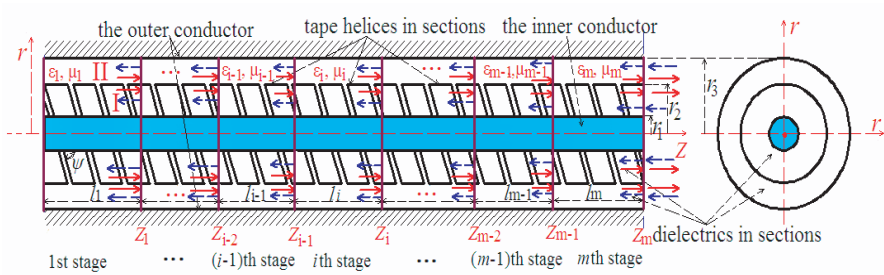 the outer conductor tape helices in sections the inner conductor
r r
ε1, μ1 II ... εi-1, μi-1 εi, μi ... εm-1, μm-1 εm, μm
I
r3
r2
r1
Z r
ψ
l1 ... li-1 li ... lm-1 lm
Z1 Zi-2 Zi-1 Zi Zm-2 Zm-1 Zm dielectrics in sections
1st stage ... (i-1)th stage ith stage ... (m-1)th stage mth stage